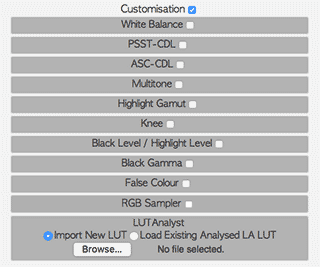 Customisation
White Balance
PSST-CDL
ASC-CDL
Multitone
Highlight Gamut
Knee
Black Level / Highlight Level
Black Gamma
False Colour
RGB Sampler
LUTAnalyst
Import New LUT Load Existing Analysed LA LUT
Browse... No file selected.